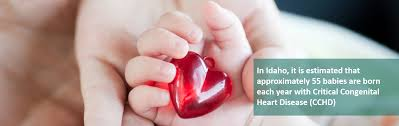 In Idaho, it is estimated that
approximately 55 babies are born
each year with Critical Congenital
Heart Disease (CCHD)